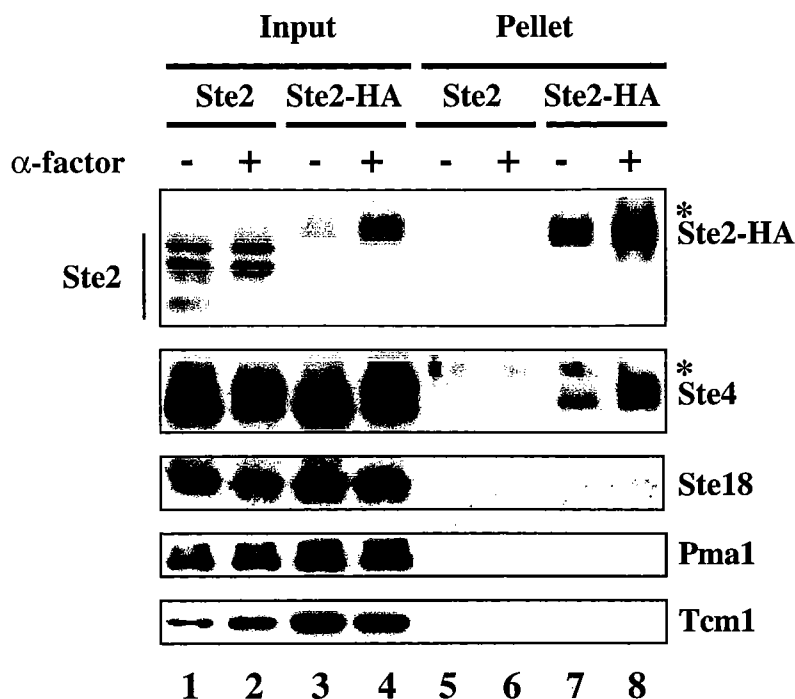 Input Pellet
Ste2 Ste2-HA Ste2 Ste2-HA
α-factor - + - + - + - +
*
Ste2-HA
Ste2
*
Ste4
Ste18
Pma1
Tcm1
1 2 3 4 5 6 7 8